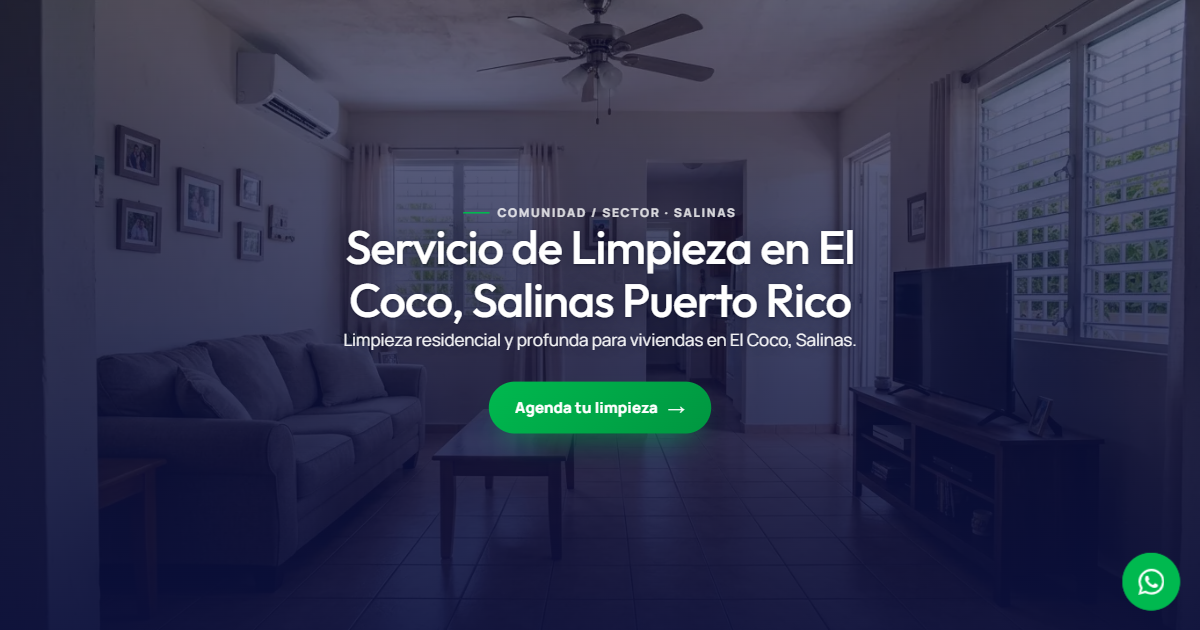 COMUNIDAD / SECTOR · SALINAS
Servicio de Limpieza en El
Coco, Salinas Puerto Rico
Limpieza residencial y profunda para viviendas en El Coco, Salinas.
Agenda tu limpieza →